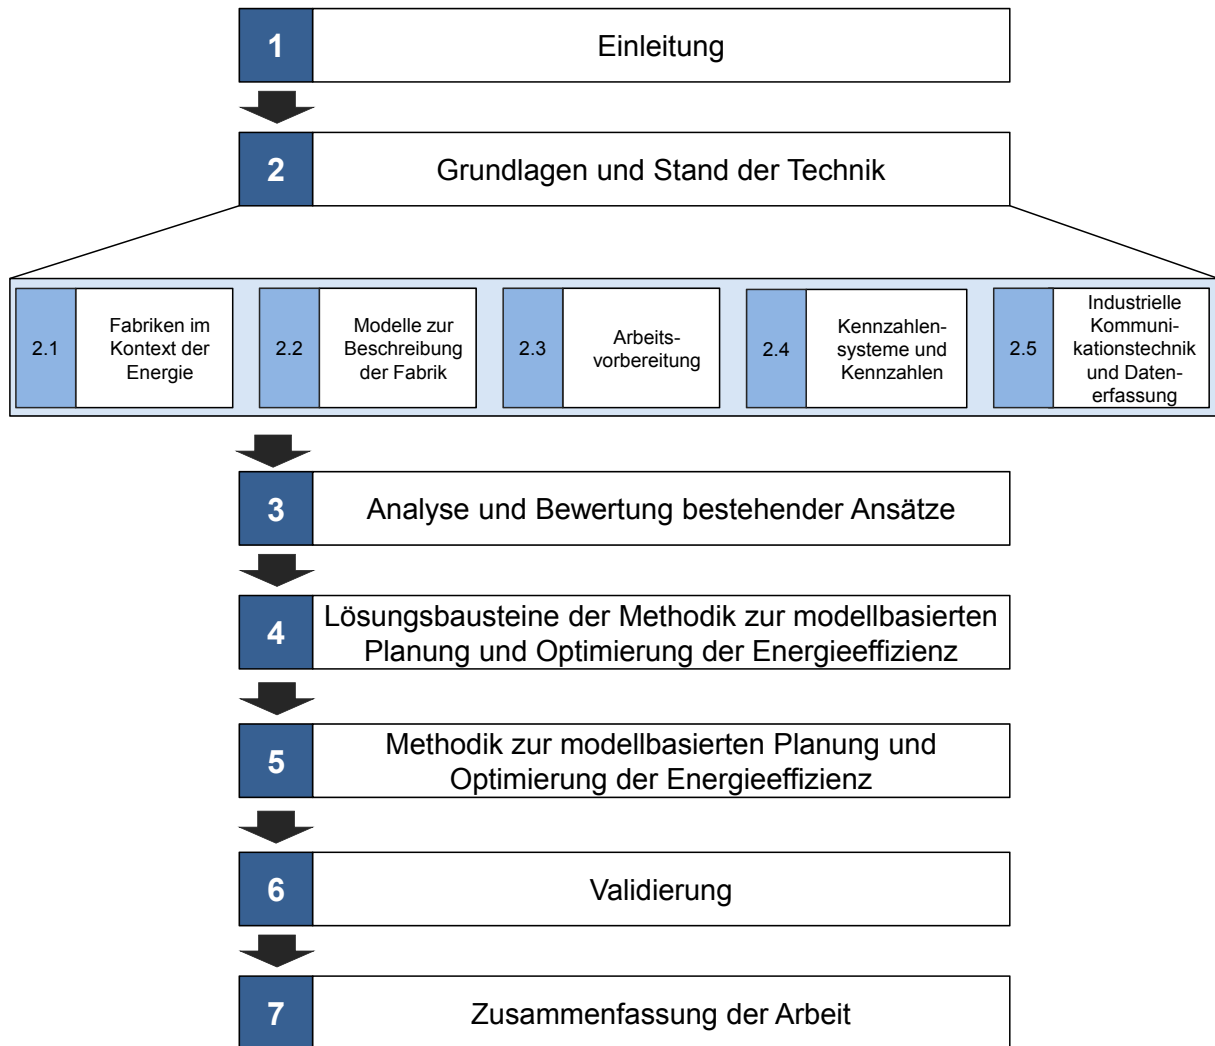 1
Einleitung
2
Grundlagen und Stand der Technik
2.1
Fabriken im
Kontext der
Energie
2.2
Modelle zur
Beschreibung
der Fabrik
2.3
Arbeits-
vorbereitung
2.4
Kennzahlen-
systeme und
Kennzahlen
2.5
Industrielle
Kommuni-
kationstechnik
und Daten-
erfassung
3
Analyse und Bewertung bestehender Ansätze
4
Lösungsbausteine der Methodik zur modellbasierten
Planung und Optimierung der Energieeffizienz
5
Methodik zur modellbasierten Planung und
Optimierung der Energieeffizienz
6
Validierung
7
Zusammenfassung der Arbeit